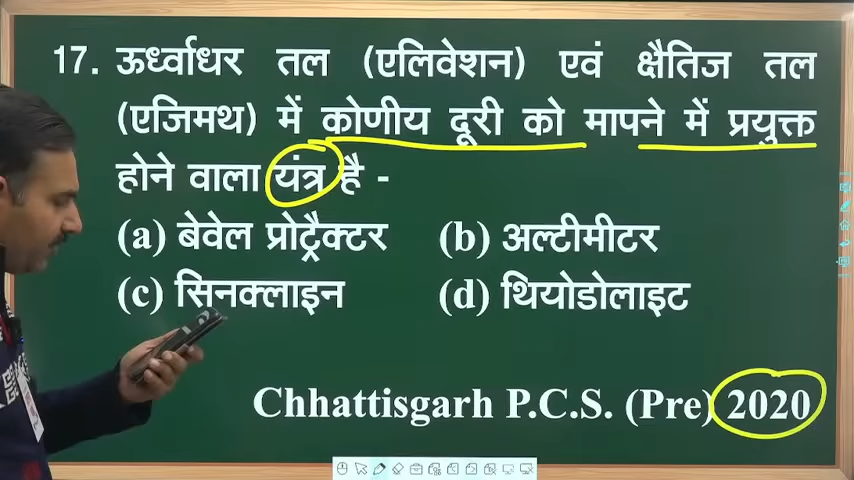 17. ऊर्ध्वाधर तल (एलिवेशन) एवं क्षैतिज तल
(एजिमथ) में कोणीय दूरी को मापने में प्रयुक्त
होने वाला यंत्र है -
(a) बेवेल प्रोट्रैक्टर (b) अल्टीमीटर
(c) सिनक्लाइन (d) थियोडोलाइट
Chhattisgarh P.C.S. (Pre) 2020